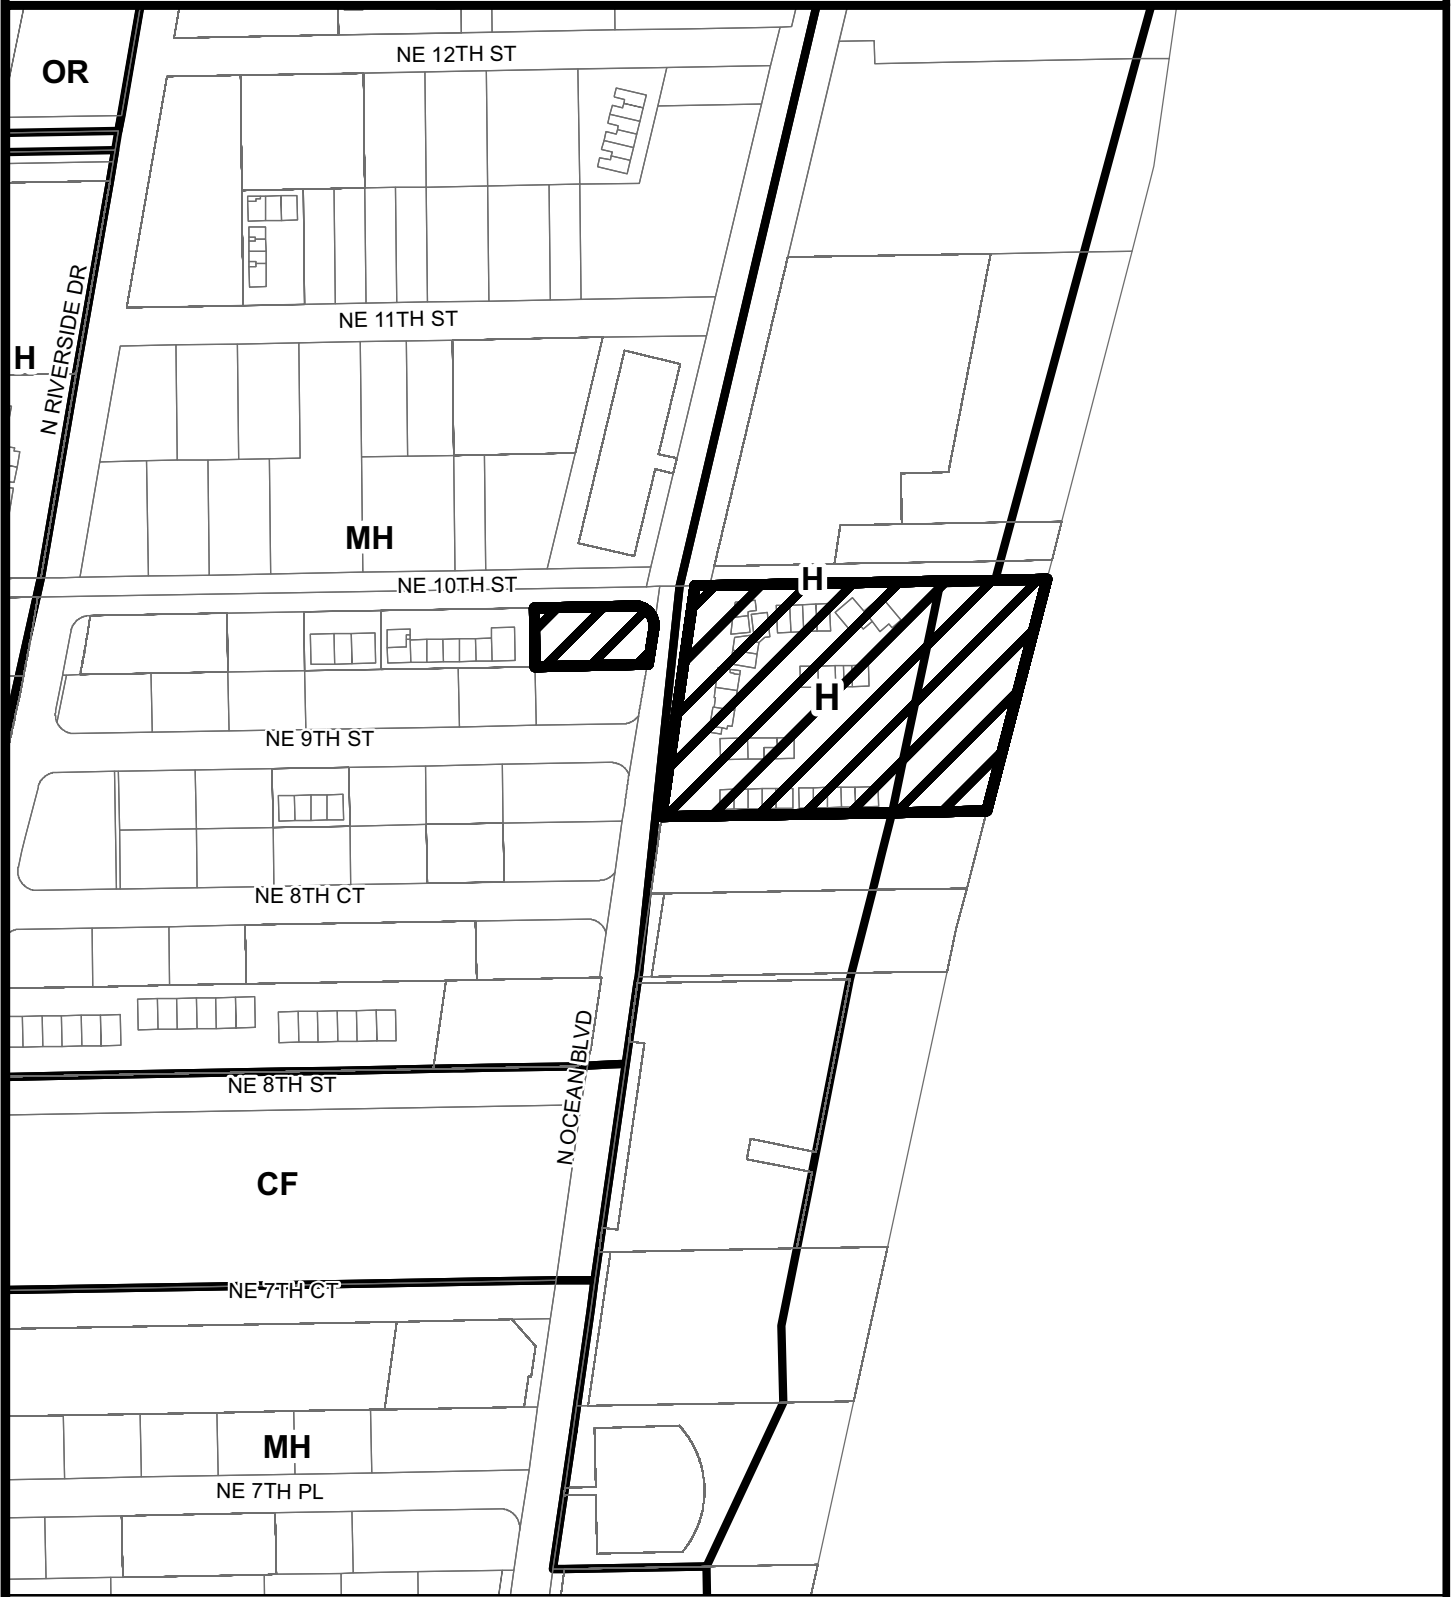 NE 12TH ST
OR
N RIVERSIDE DR
NE 11TH ST
H
MH
NE 10TH ST
H
H
NE 9TH ST
NE 8TH CT
N OCEAN BLVD
NE 8TH ST
CF
NE 7TH CT
MH
NE 7TH PL